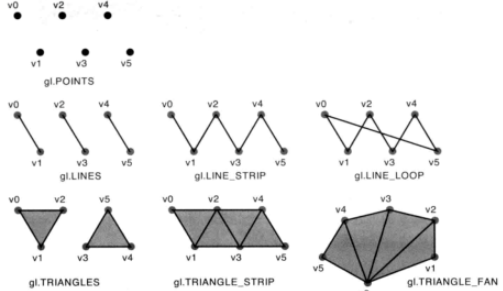 v0 v2 v4
v1 v3 v5
gl.POINTS
v0 v2 v4 v0 v2 v4 v0 v2 v4
v1 v3 v5 v1 v3 v5 v1 v3 v5
gl.LINES gl.LINE_STRIP gl.LINE_LOOP
v0 v2 v5 v0 v2 v4 v4 v3 v2
v1 v3 v4 v1 v3 v5 v5 v1
gl.TRIANGLES gl.TRIANGLE_STRIP gl.TRIANGLE_FAN